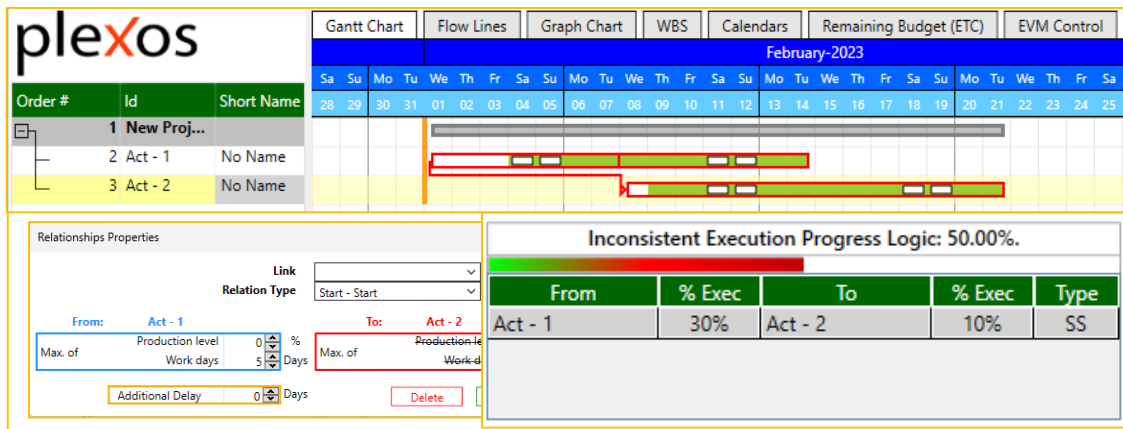 plexos
Gantt Chart Flow Lines Graph Chart WBS Calendars Remaining Budget (ETC) EVM Control
February-2023
Sa Su Mo Tu We Th Fr Sa Su Mo Tu We Th Fr Sa Su Mo Tu We Th Fr Sa Su Mo Tu We Th Fr Sa
Order # Id Short Name 28 29 30 31 01 02 03 04 05 06 07 08 09 10 11 12 13 14 15 16 17 18 19 20 21 22 23 24 25
1 New Proj...
2 Act - 1 No Name
3 Act - 2 No Name
Relationships Properties
Link
Relation Type Start - Start
From: Act - 1 To: Act - 2
Max. of Production level 0 % Max. of Production le
Work days 5 Days Work d
Additional Delay 0 Days Delete
Inconsistent Execution Progress Logic: 50.00%.
From % Exec To % Exec Type
Act - 1 30% Act - 2 10% SS